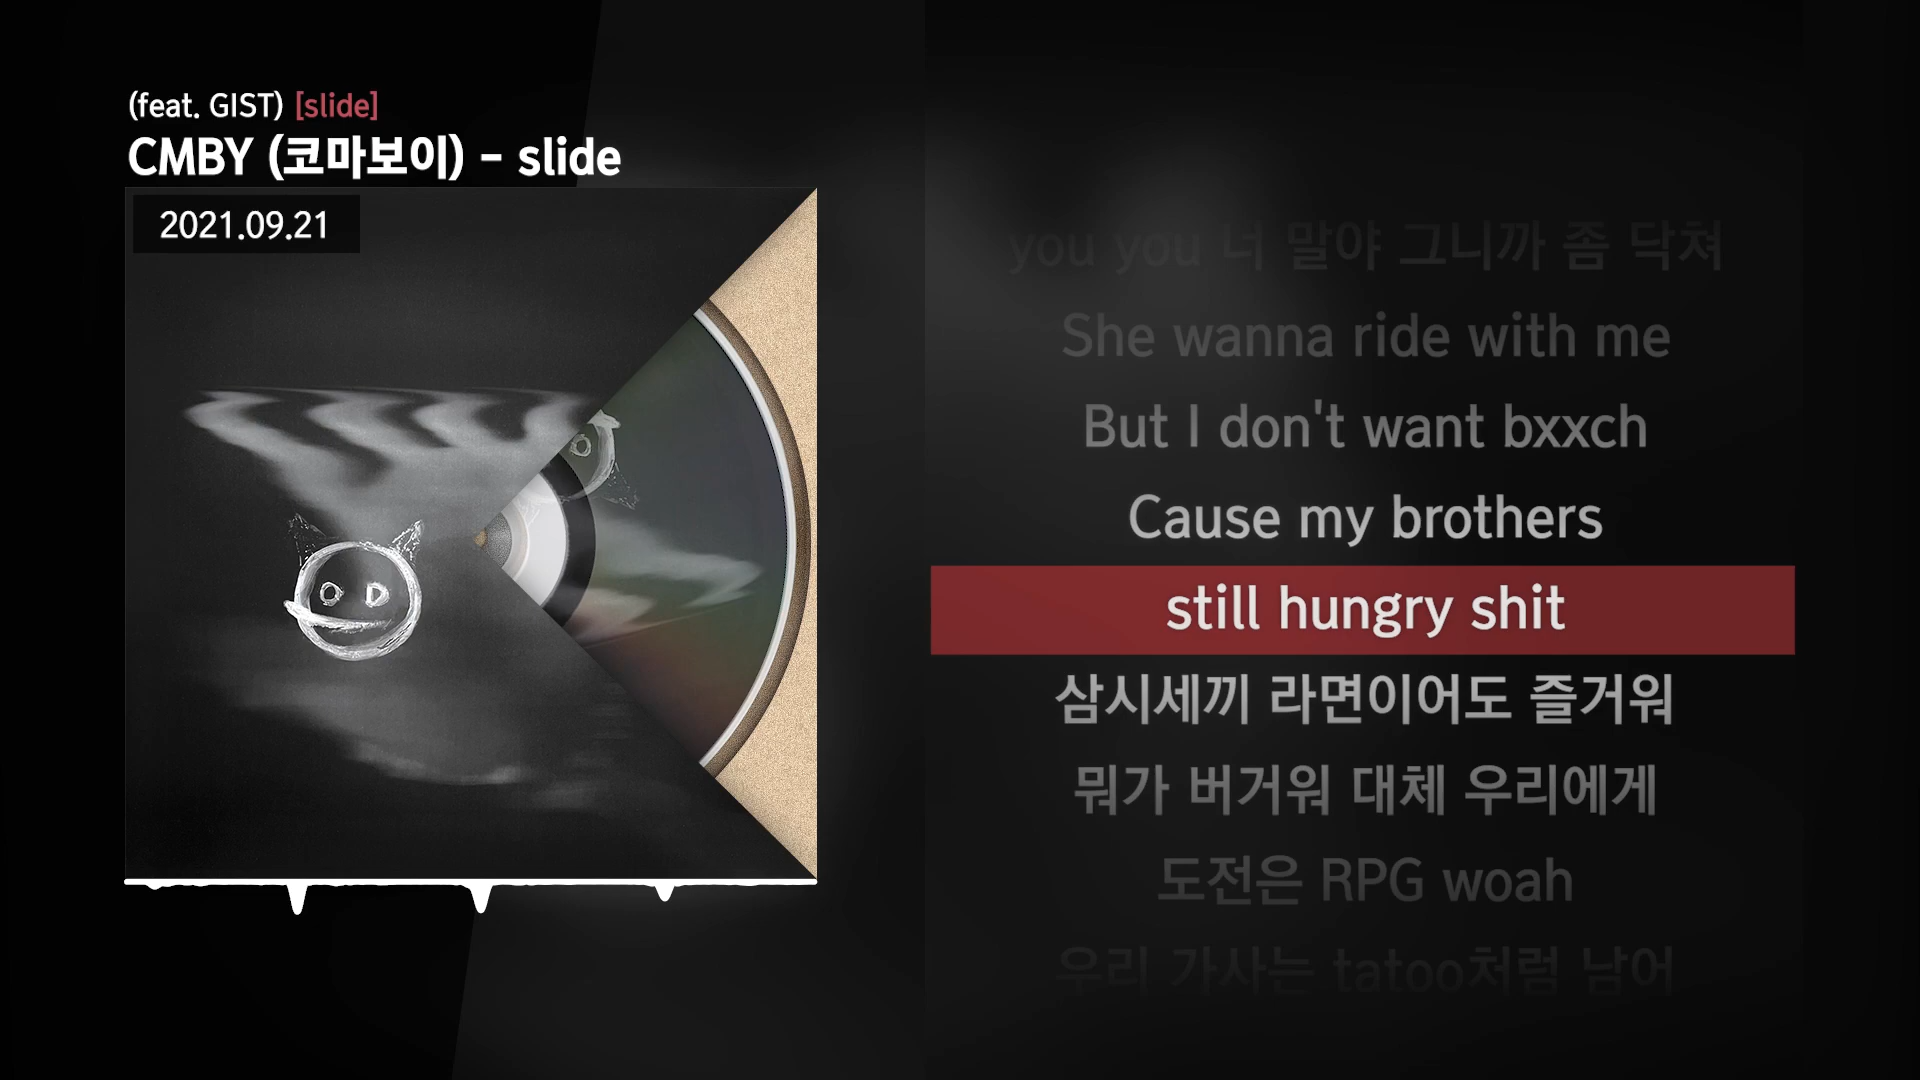 (feat. GIST) [slide]
CMBY (코마보이) - slide
2021.09.21
you you 너 말야 그니까 좀 닥쳐
She wanna ride with me
But I don't want bxxch
Cause my brothers
still hungry shit
삼시세끼 라면이어도 즐거워
뭐가 버거워 대체 우리에게
도전은 RPG woah
우리 가사는 tatoo처럼 남어